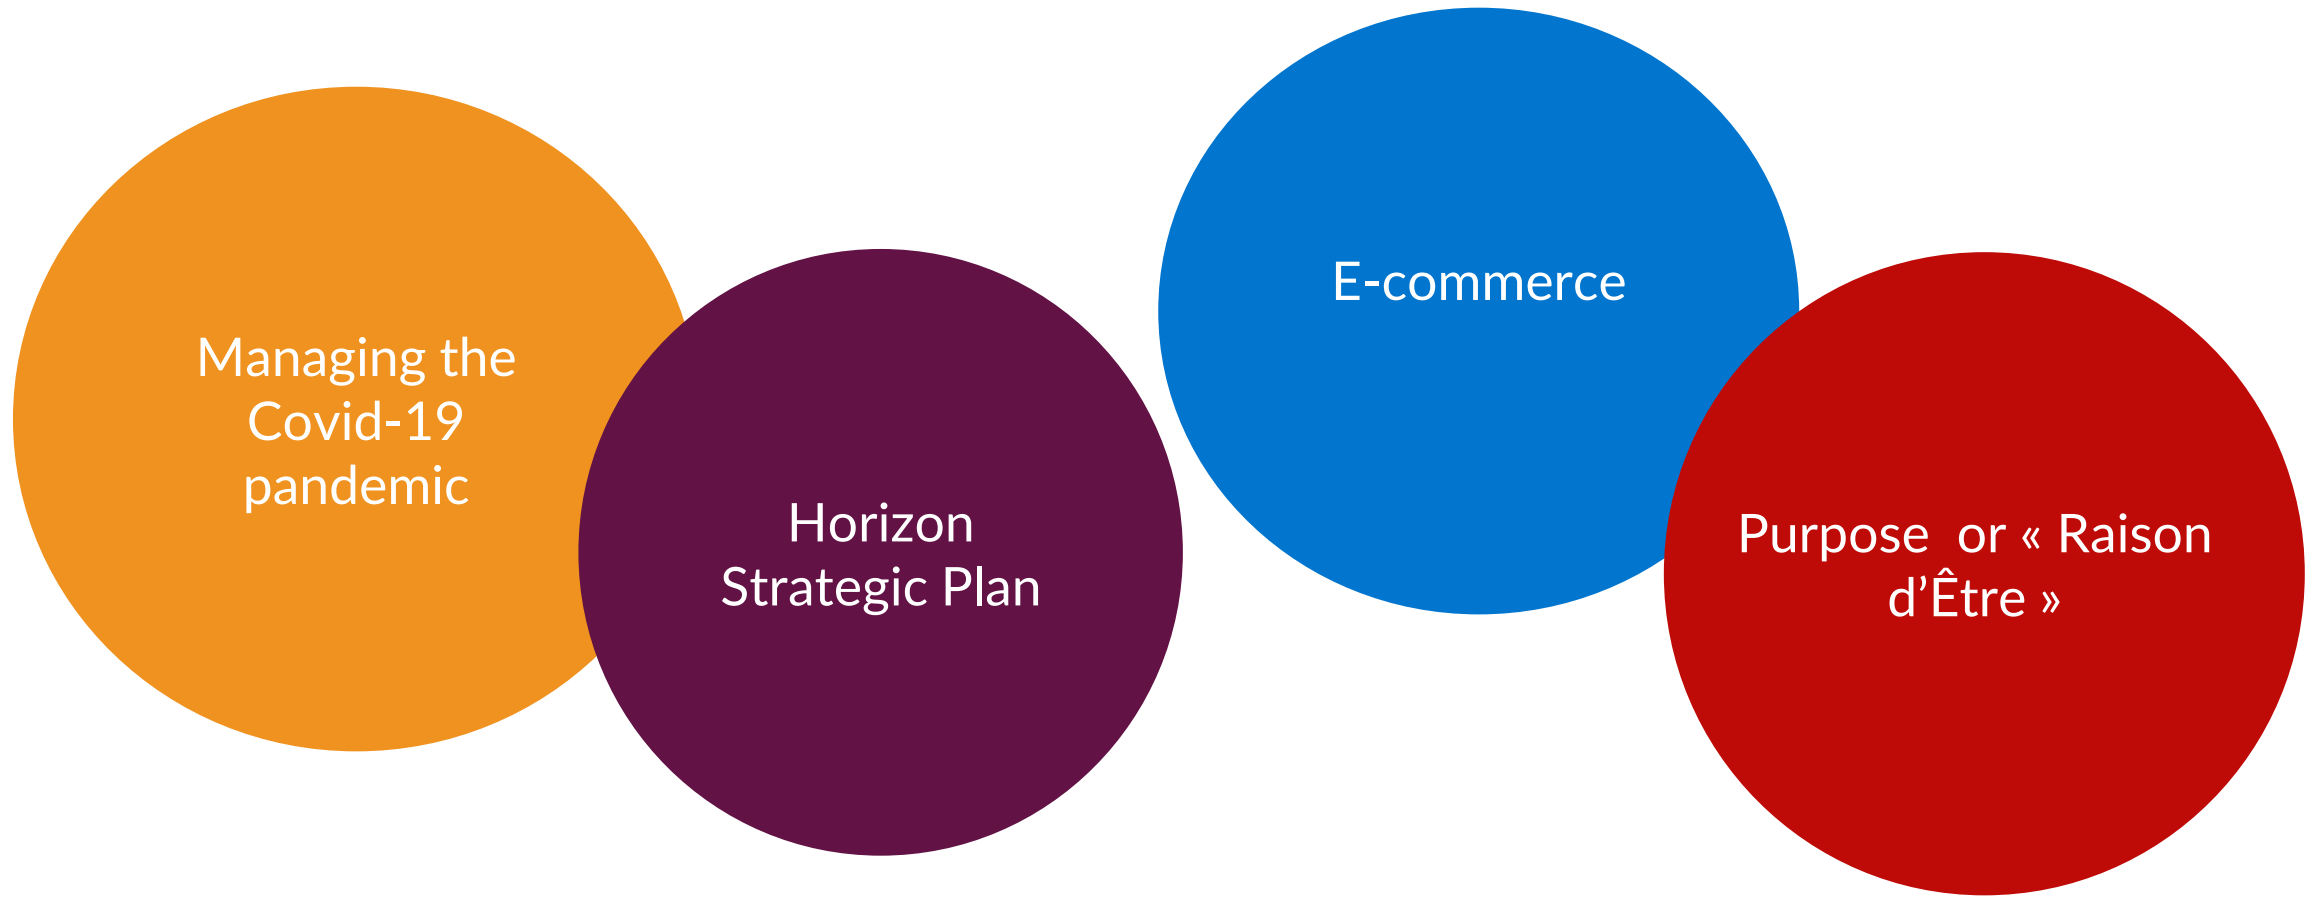 Managing the
Covid-19
pandemic
Horizon
Strategic Plan
E-commerce
Purpose  or « Raison
d’Être »